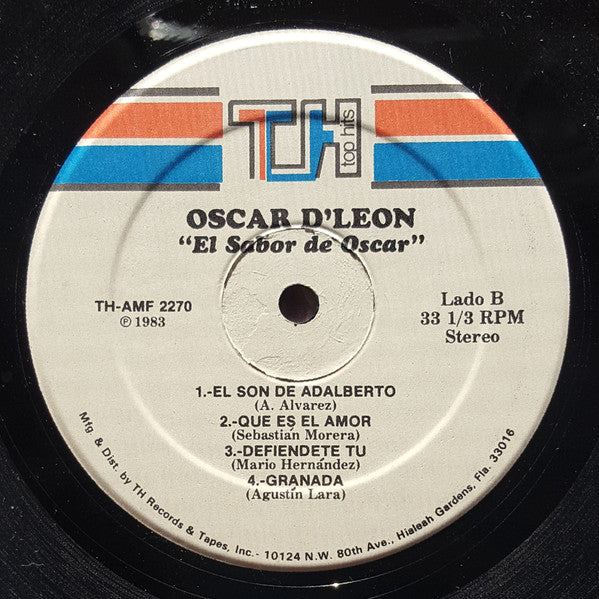 TH
top hits
OSCAR D'LEON
"El Sabor de Oscar"
TH-AMF 2270
℗ 1983
Lado B
33 1/3 RPM
Stereo
1.-EL SON DE ADALBERTO
(A. Alvarez)
2.-QUE ES EL AMOR
(Sebastián Morera)
3.-DEFIENDETE TU
(Mario Hernández)
4.-GRANADA
(Agustín Lara)
Mfg. & Dist. by TH Records & Tapes, Inc.- 10124 N.W. 80th Ave., Hialeah Gardens, Fla. 33016